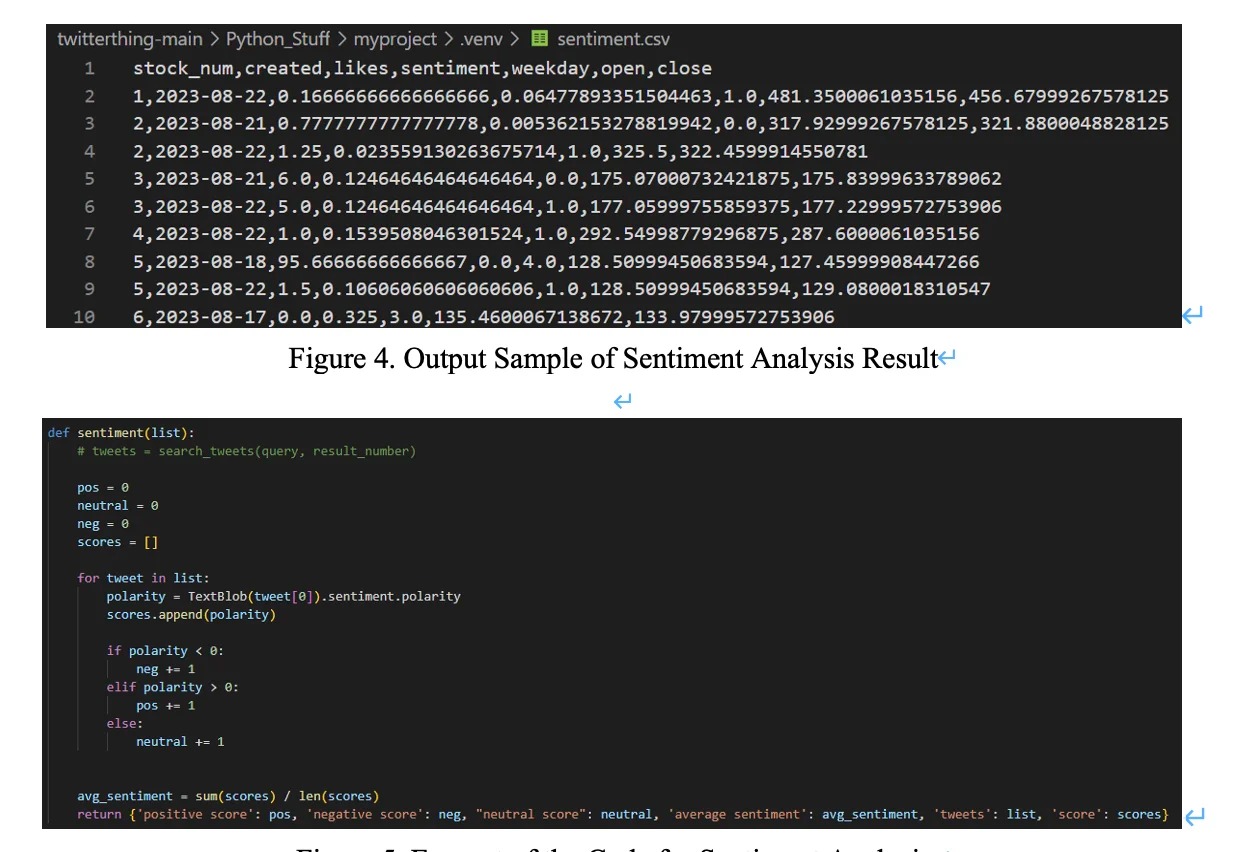 twitterthing-main > Python_Stuff > myproject > .venv > sentiment.csv
1 stock_num,created,likes,sentiment,weekday,open,close
2 1,2023-08-22,0.16666666666666666,0.06477893351504463,1.0,481.3500061035156,456.67999267578125
3 2,2023-08-21,0.7777777777777778,0.005362153278819942,0.0,317.92999267578125,321.8800048828125
4 2,2023-08-22,1.25,0.023559130263675714,1.0,325.5,322.4599914550781
5 3,2023-08-21,6.0,0.12464646464646464,0.0,175.07000732421875,175.83999633789062
6 3,2023-08-22,5.0,0.12464646464646464,1.0,177.05999755859375,177.22999572753906
7 4,2023-08-22,1.0,0.1539508046301524,1.0,292.54998779296875,287.6000061035156
8 5,2023-08-18,95.66666666666667,0.0,4.0,128.50999450683594,127.45999908447266
9 5,2023-08-22,1.5,0.10606060606060606,1.0,128.50999450683594,129.0800018310547
10 6,2023-08-17,0.0,0.325,3.0,135.4600067138672,133.97999572753906
Figure 4. Output Sample of Sentiment Analysis Result
def sentiment(list):
# tweets = search_tweets(query, result_number)
pos = 0
neutral = 0
neg = 0
scores = []
for tweet in list:
polarity = TextBlob(tweet[0]).sentiment.polarity
scores.append(polarity)
if polarity < 0:
neg += 1
elif polarity > 0:
pos += 1
else:
neutral += 1
avg_sentiment = sum(scores) / len(scores)
return {'positive score': pos, 'negative score': neg, "neutral score": neutral, 'average sentiment': avg_sentiment, 'tweets': list, 'score': scores}